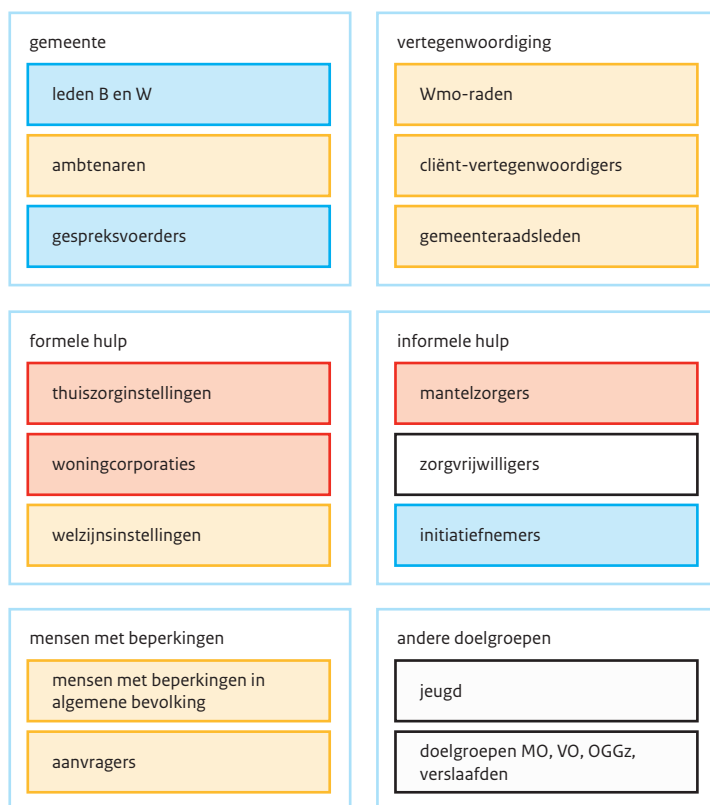 gemeente
leden B en W
ambtenaren
gespreksvoerders
vertegenwoordiging
Wmo-raden
cliënt-vertegenwoordigers
gemeenteraadsleden
formele hulp
thuiszorginstellingen
woningcorporaties
welzijnsinstellingen
informele hulp
mantelzorgers
zorgvrijwilligers
initiatiefnemers
mensen met beperkingen
mensen met beperkingen in
algemene bevolking
aanvragers
andere doelgroepen
jeugd
doelgroepen MO, VO, OGGz,
verslaafden